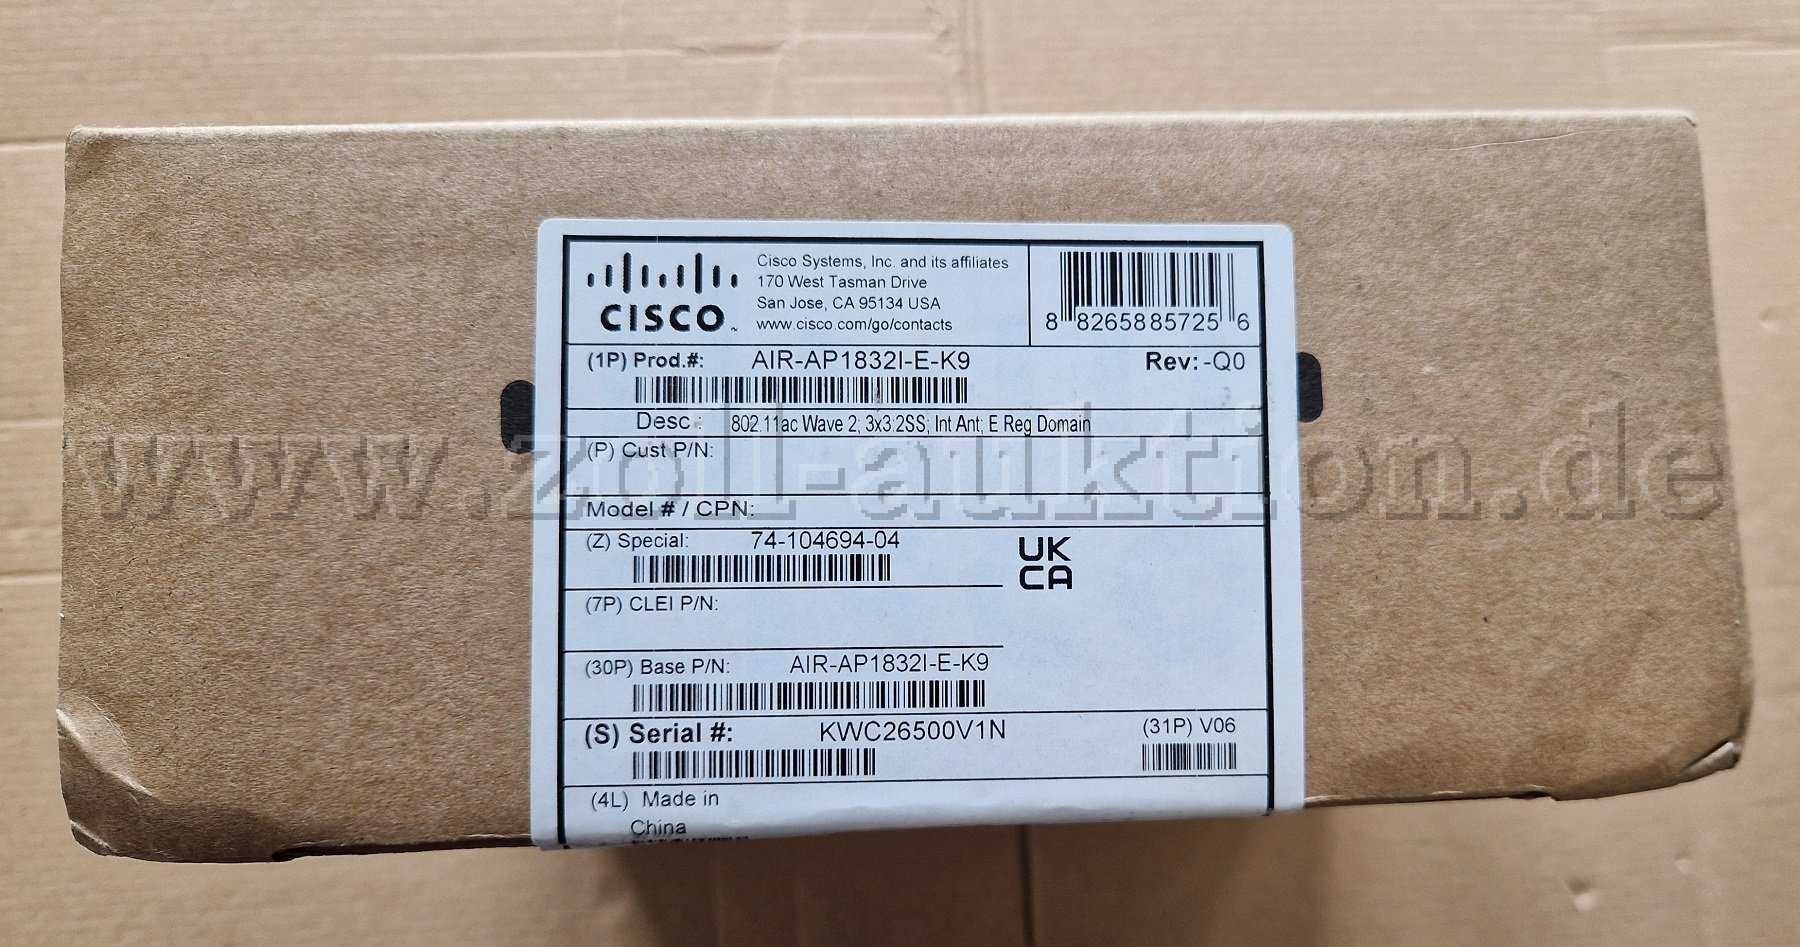 CISCO
Cisco Systems, Inc. and its affiliates
170 West Tasman Drive
San Jose, CA 95134 USA
www.cisco.com/go/contacts
8 82658 85725 6
(1P) Prod.#: AIR-AP1832I-E-K9 Rev: -Q0
Desc.: 802.11ac Wave 2; 3x3:2SS; Int Ant; E Reg Domain
(P) Cust P/N:
www.zoll-auktion.de
Model # / CPN:
(Z) Special: 74-104694-04
UK
CA
(7P) CLEI P/N:
(30P) Base P/N: AIR-AP1832I-E-K9
(S) Serial #: KWC26500V1N (31P) V06
(4L) Made in
China